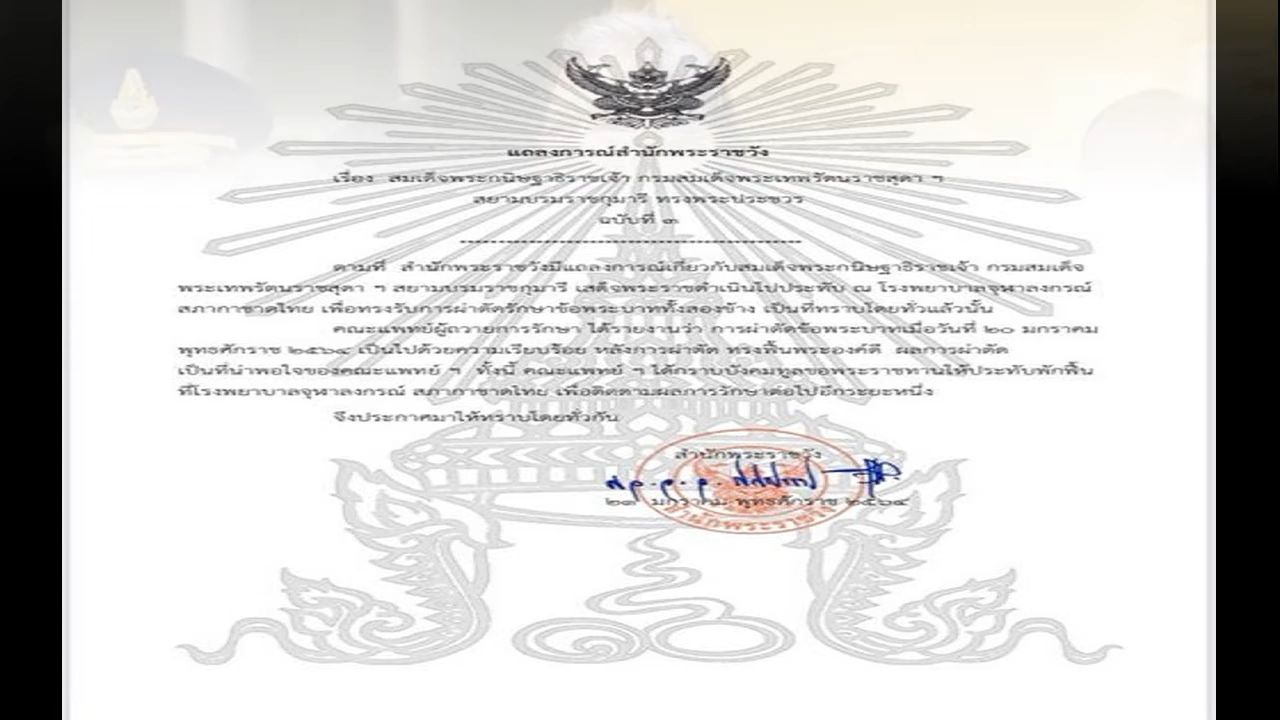 แถลงการณ์สำนักพระราชวัง
เรื่อง สมเด็จพระกนิษฐาธิราชเจ้า กรมสมเด็จพระเทพรัตนราชสุดา ฯ
สยามบรมราชกุมารี ทรงพระประชวร
ฉบับที่ ๓
ตามที่ สำนักพระราชวังมีแถลงการณ์เกี่ยวกับสมเด็จพระกนิษฐาธิราชเจ้า กรมสมเด็จ
พระเทพรัตนราชสุดา ฯ สยามบรมราชกุมารี เสด็จพระราชดำเนินไปประทับ ณ โรงพยาบาลจุฬาลงกรณ์
สภากาชาดไทย เพื่อทรงรับการผ่าตัดรักษาข้อพระบาททั้งสองข้าง เป็นที่ทราบโดยทั่วแล้วนั้น
คณะแพทย์ผู้ถวายการรักษา ได้รายงานว่า การผ่าตัดข้อพระบาทเมื่อวันที่ ๒๐ มกราคม
พุทธศักราช ๒๕๖๔ เป็นไปด้วยความเรียบร้อย หลังการผ่าตัด ทรงฟื้นพระองค์ดี ผลการผ่าตัด
เป็นที่น่าพอใจของคณะแพทย์ ฯ ทั้งนี้ คณะแพทย์ ฯ ได้กราบบังคมทูลขอพระราชทานให้ประทับพักฟื้น
ที่โรงพยาบาลจุฬาลงกรณ์ สภากาชาดไทย เพื่อติดตามผลการรักษาต่อไปอีกระยะหนึ่ง
จึงประกาศมาให้ทราบโดยทั่วกัน
สำนักพระราชวัง
มกราคม พุทธศักราช ๒๕๖๔
สำนักพระราชวัง